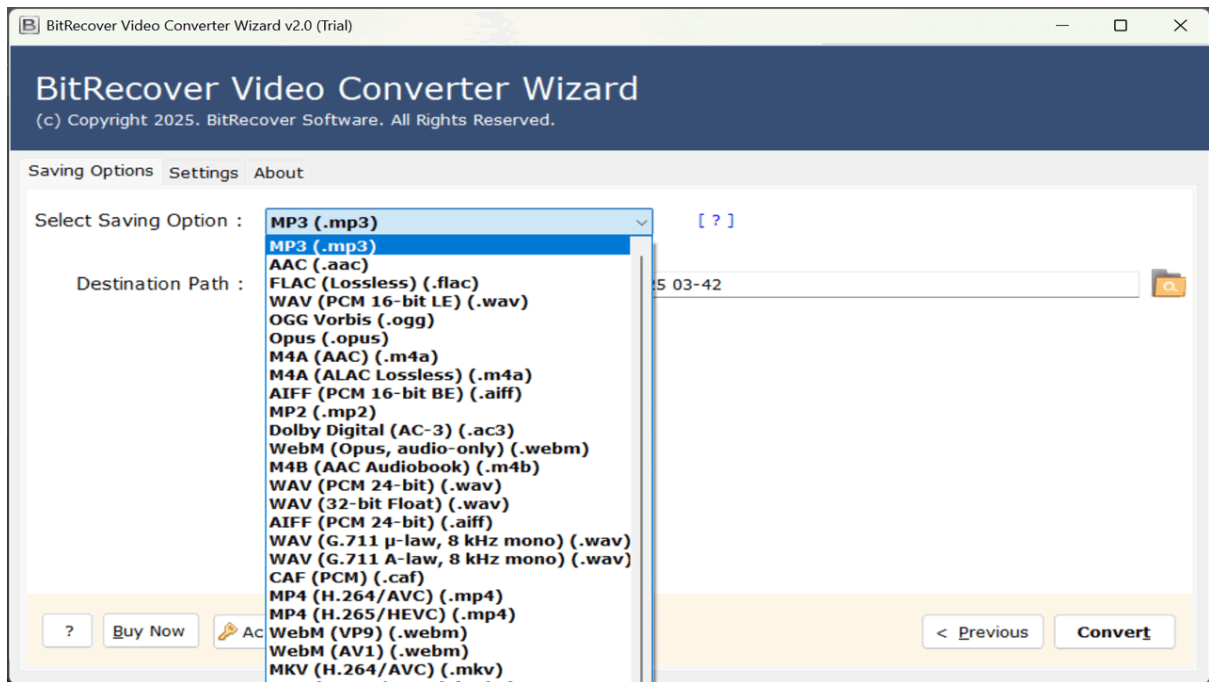 BitRecover Video Converter Wizard v2.0 (Trial)
BitRecover Video Converter Wizard
(c) Copyright 2025. BitRecover Software. All Rights Reserved.
Saving Options Settings About
Select Saving Option : MP3 (.mp3) [ ? ]
MP3 (.mp3)
AAC (.aac)
Destination Path : 03-42
FLAC (Lossless) (.flac)
WAV (PCM 16-bit LE) (.wav)
OGG Vorbis (.ogg)
Opus (.opus)
M4A (AAC) (.m4a)
M4A (ALAC Lossless) (.m4a)
AIFF (PCM 16-bit BE) (.aiff)
MP2 (.mp2)
Dolby Digital (AC-3) (.ac3)
WebM (Opus, audio-only) (.webm)
M4B (AAC Audiobook) (.m4b)
WAV (PCM 24-bit) (.wav)
WAV (32-bit Float) (.wav)
AIFF (PCM 24-bit) (.aiff)
WAV (G.711 µ-law, 8 kHz mono) (.wav)
WAV (G.711 A-law, 8 kHz mono) (.wav)
CAF (PCM) (.caf)
MP4 (H.264/AVC) (.mp4)
MP4 (H.265/HEVC) (.mp4)
WebM (VP9) (.webm)
WebM (AV1) (.webm)
MKV (H.264/AVC) (.mkv)
? Buy Now Ac < Previous Convert